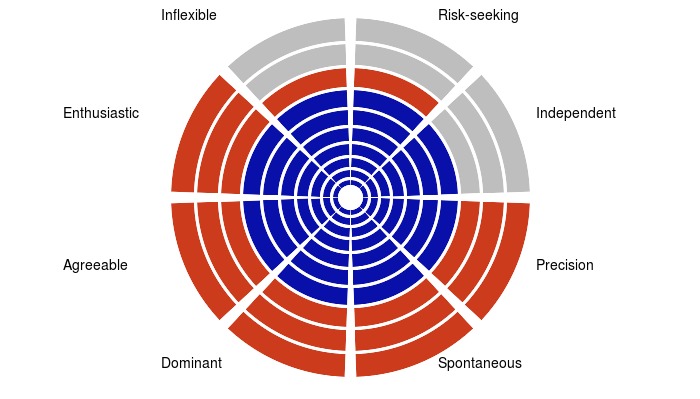 Inflexible
Risk-seeking
Enthusiastic
Independent
Agreeable
Precision
Dominant
Spontaneous